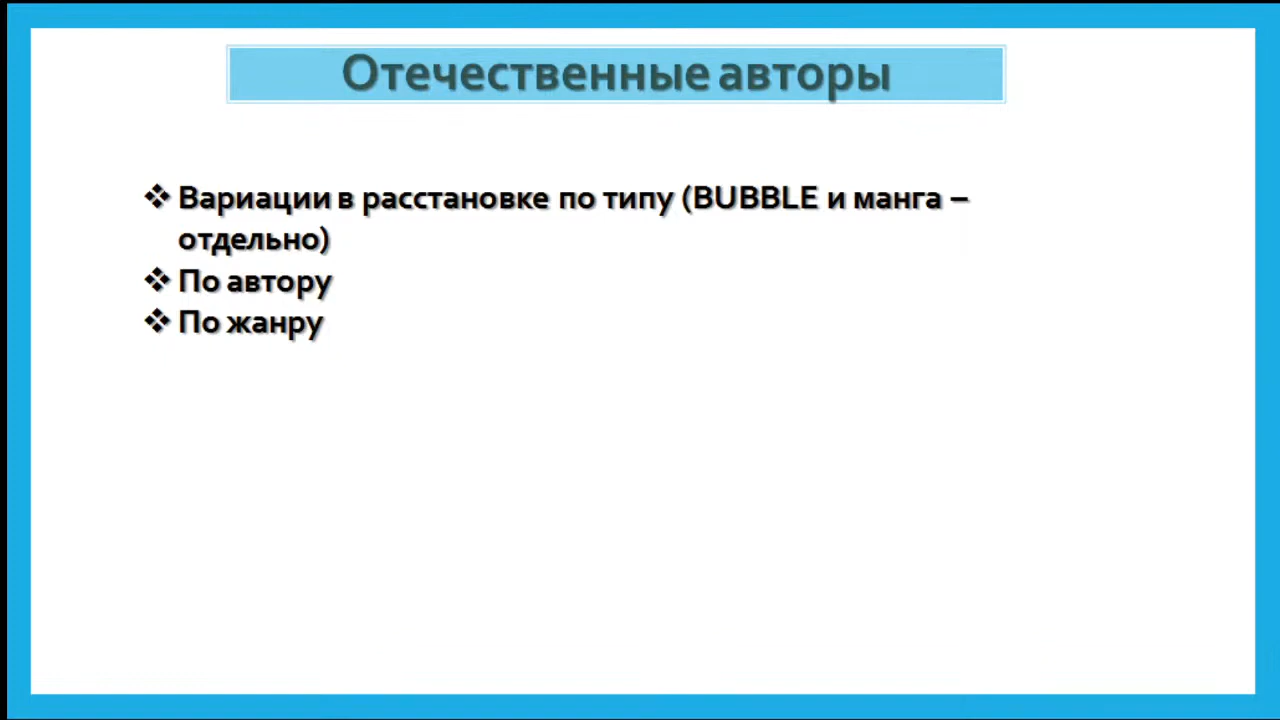 Отечественные авторы
❖ Вариации в расстановке по типу (BUBBLE и манга –
отдельно)
❖ По автору
❖ По жанру